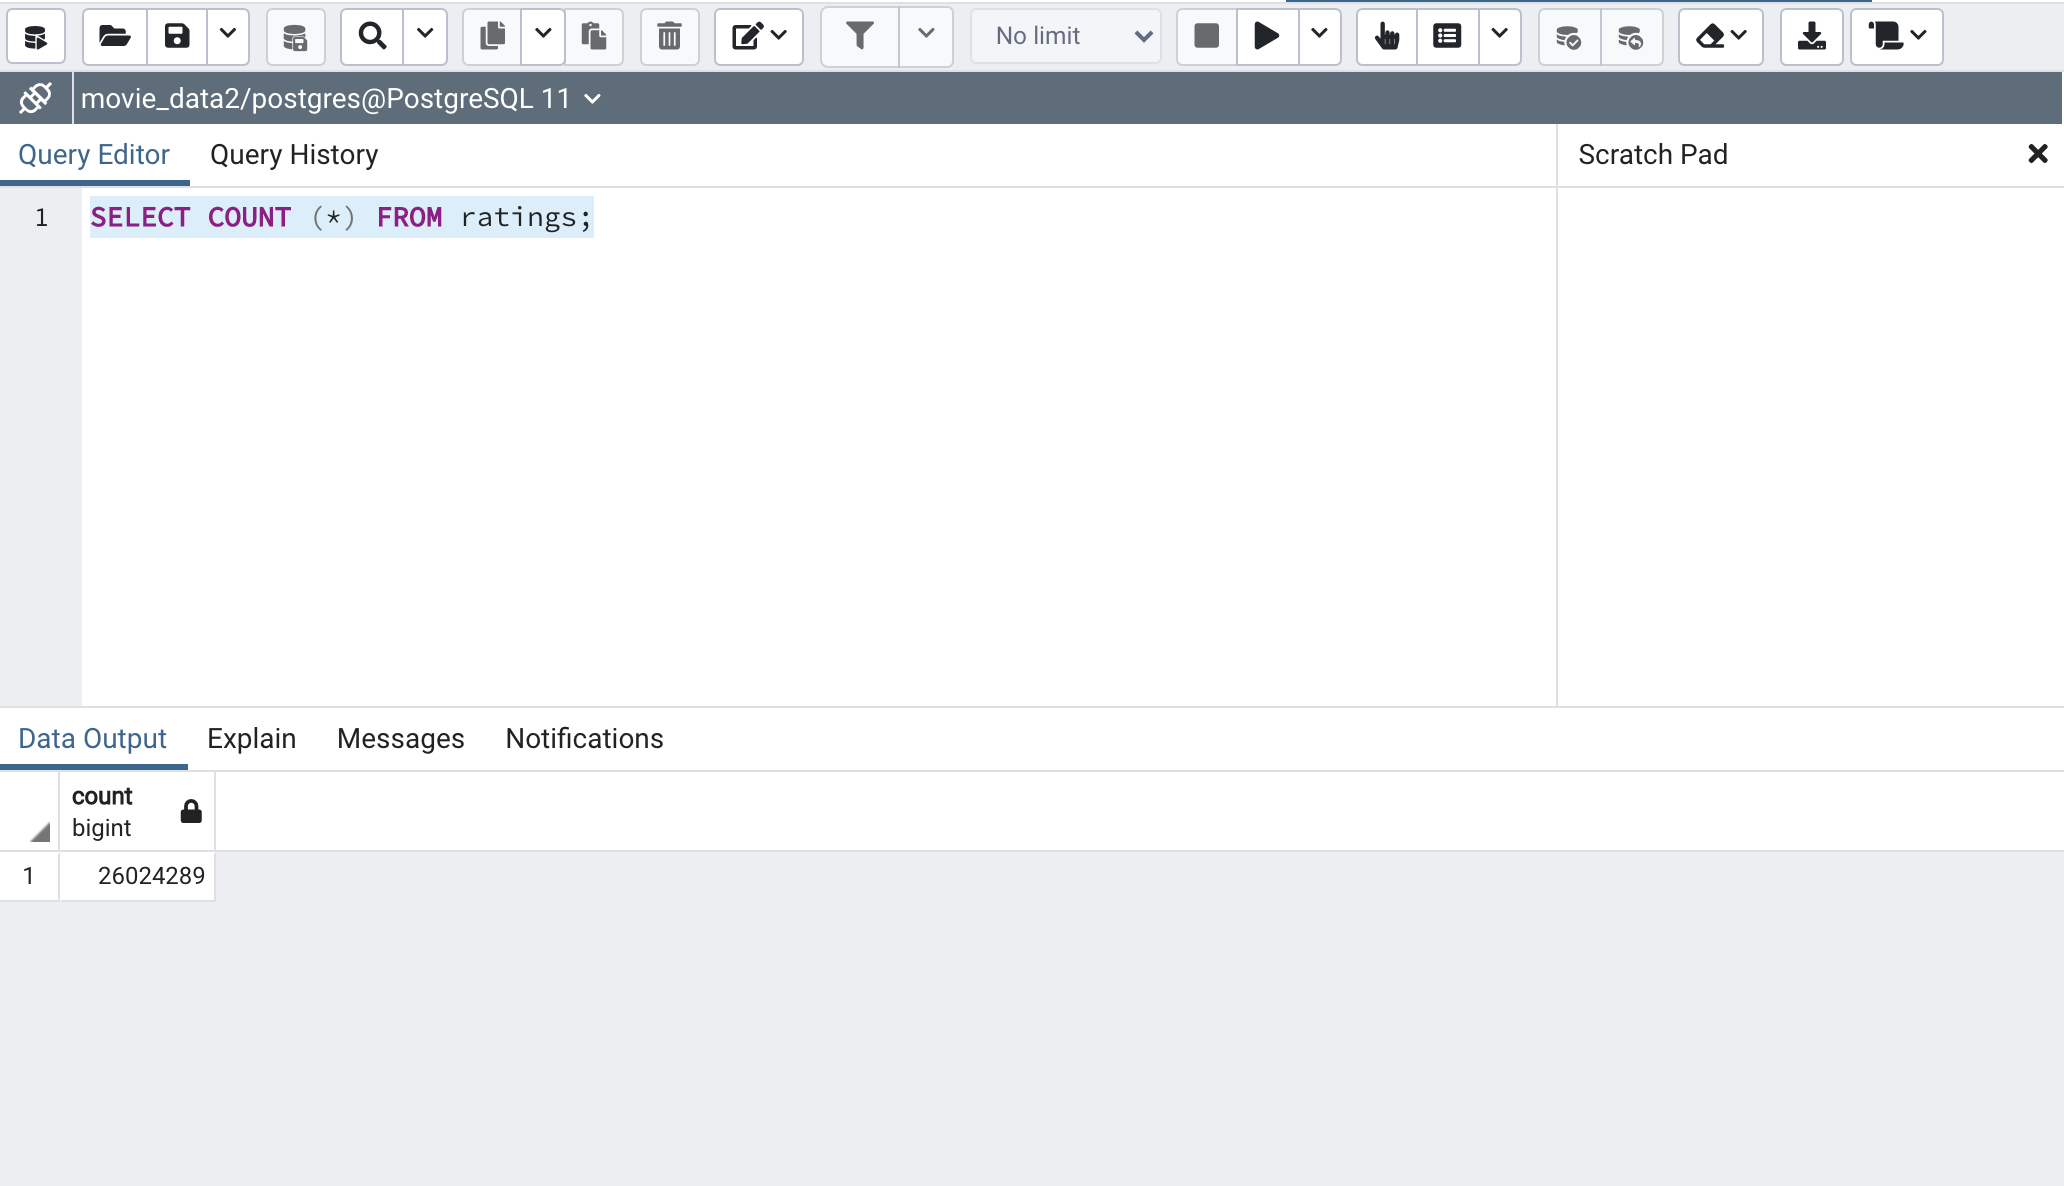 No limit
movie_data2/postgres@PostgreSQL 11
Query Editor Query History Scratch Pad
1 SELECT COUNT (*) FROM ratings;
Data Output Explain Messages Notifications
count
bigint
1 26024289